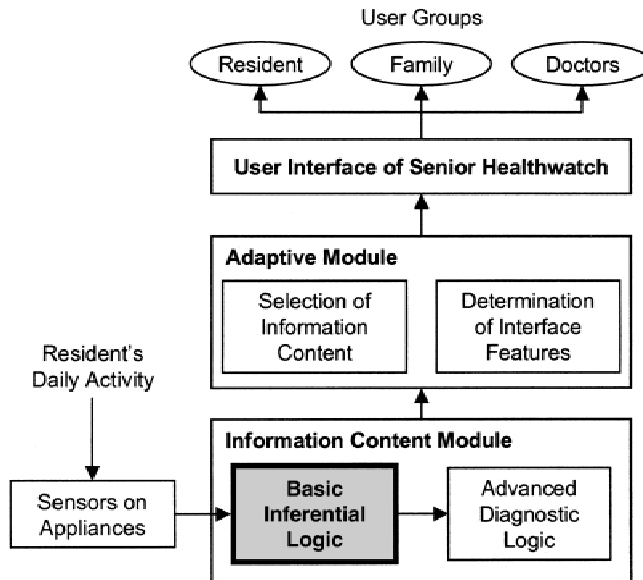 User Groups
Resident
Family
Doctors
User Interface of Senior Healthwatch
Adaptive Module
Selection of
Information
Content
Determination
of Interface
Features
Resident's
Daily Activity
Information Content Module
Sensors on
Appliances
Basic
Inferential
Logic
Advanced
Diagnostic
Logic